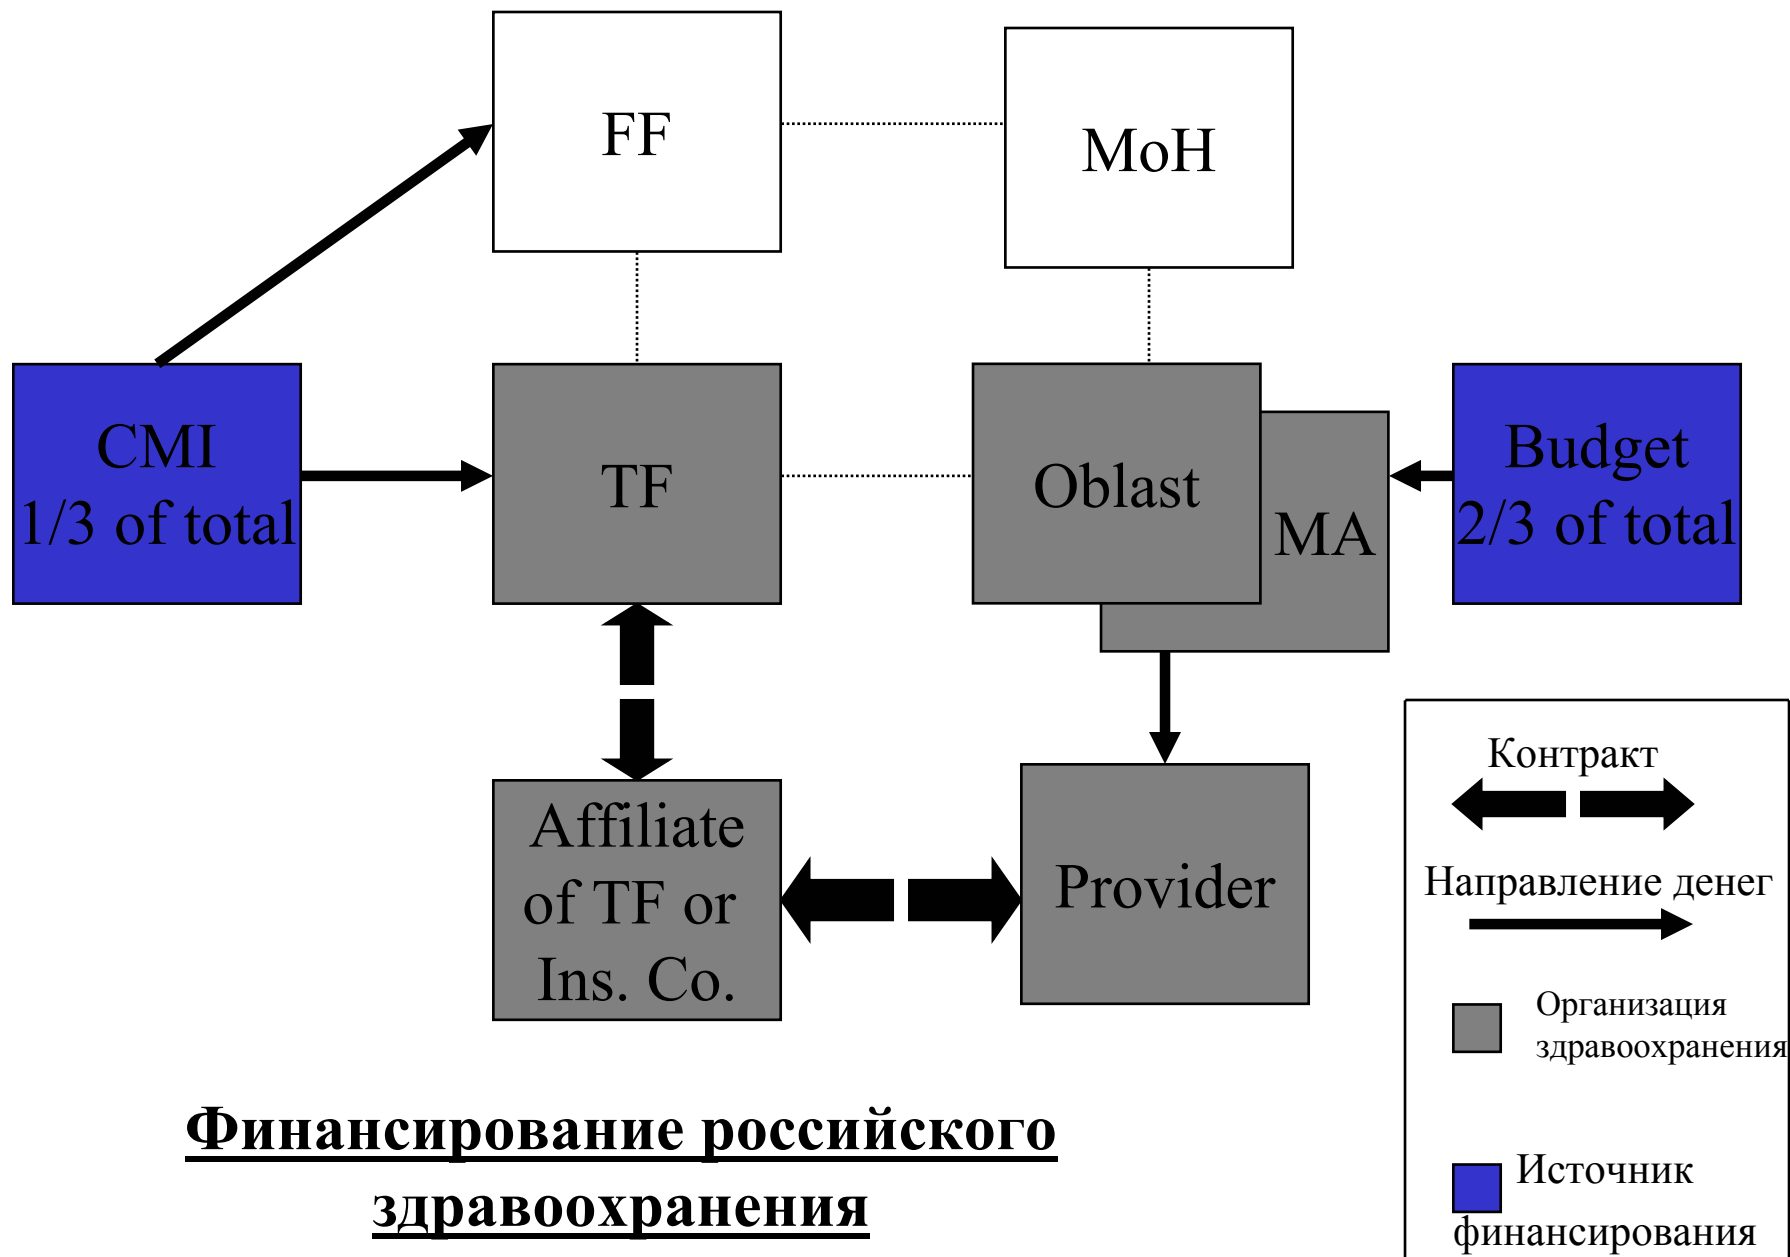 FF
MoH
CMI
1/3 of total
TF
Oblast
MA
Budget
2/3 of total
Affiliate
of TF or
Ins. Co.
Provider
Контракт
Направление денег
Организация
здравоохранения
Источник
финансирования
Финансирование российского
здравоохранения